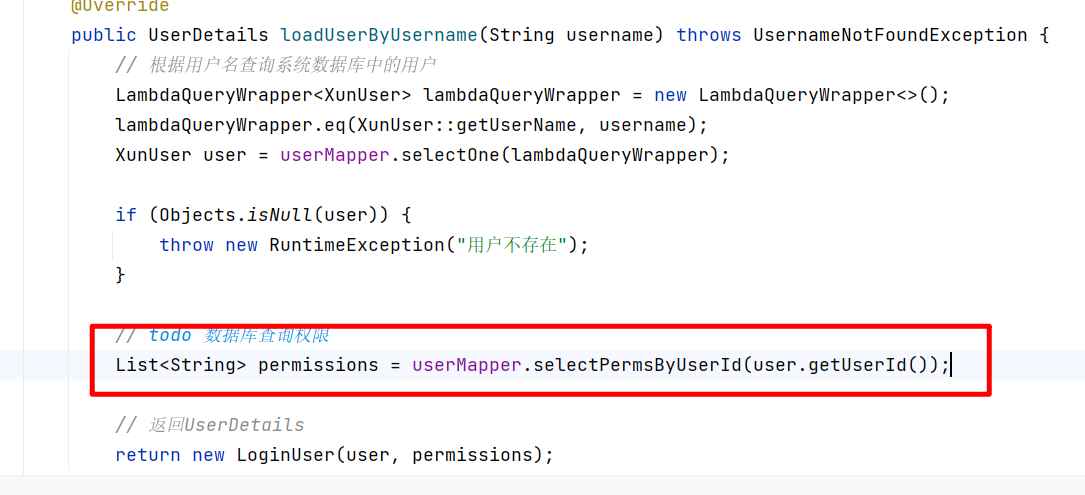 @Override
public UserDetails loadUserByUsername(String username) throws UsernameNotFoundException {
// 根据用户名查询系统数据库中的用户
LambdaQueryWrapper<XunUser> lambdaQueryWrapper = new LambdaQueryWrapper<>();
lambdaQueryWrapper.eq(XunUser::getUserName, username);
XunUser user = userMapper.selectOne(lambdaQueryWrapper);
if (Objects.isNull(user)) {
throw new RuntimeException("用户不存在");
}
// todo 数据库查询权限
List<String> permissions = userMapper.selectPermsByUserId(user.getUserId());
// 返回UserDetails
return new LoginUser(user, permissions);